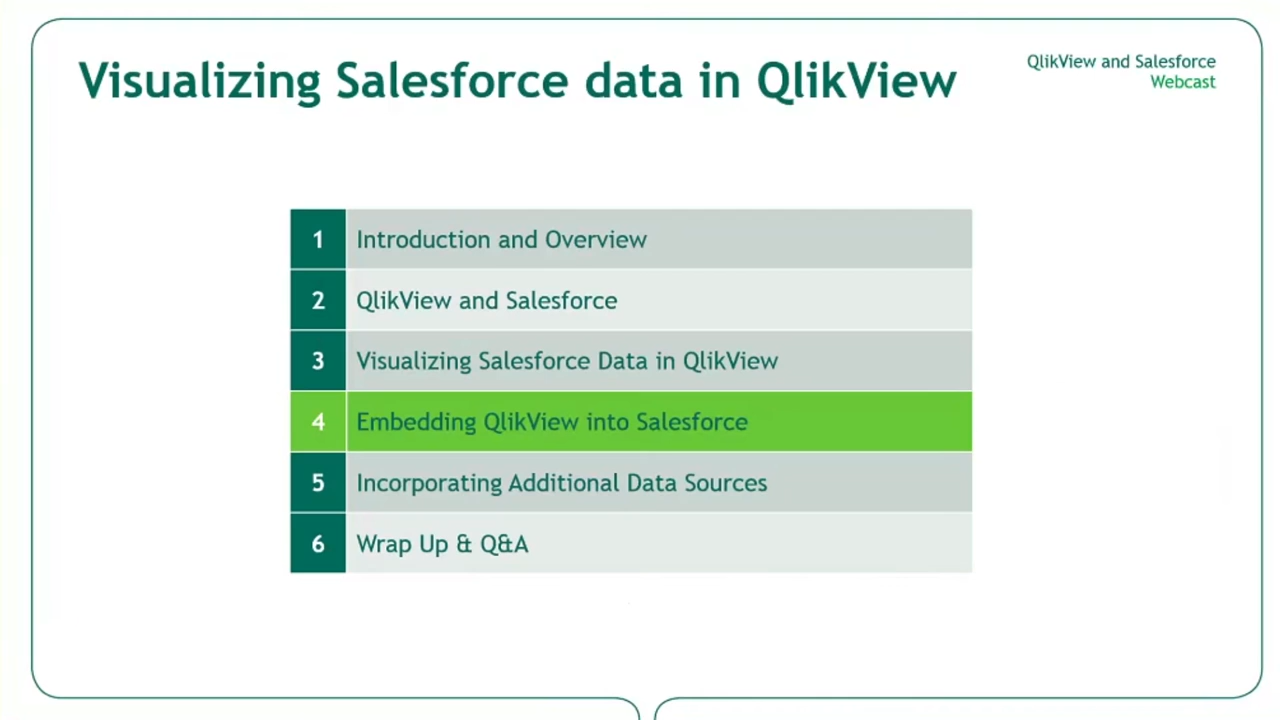 Visualizing Salesforce data in QlikView
QlikView and Salesforce
Webcast
1 Introduction and Overview
2 QlikView and Salesforce
3 Visualizing Salesforce Data in QlikView
4 Embedding QlikView into Salesforce
5 Incorporating Additional Data Sources
6 Wrap Up & Q&A